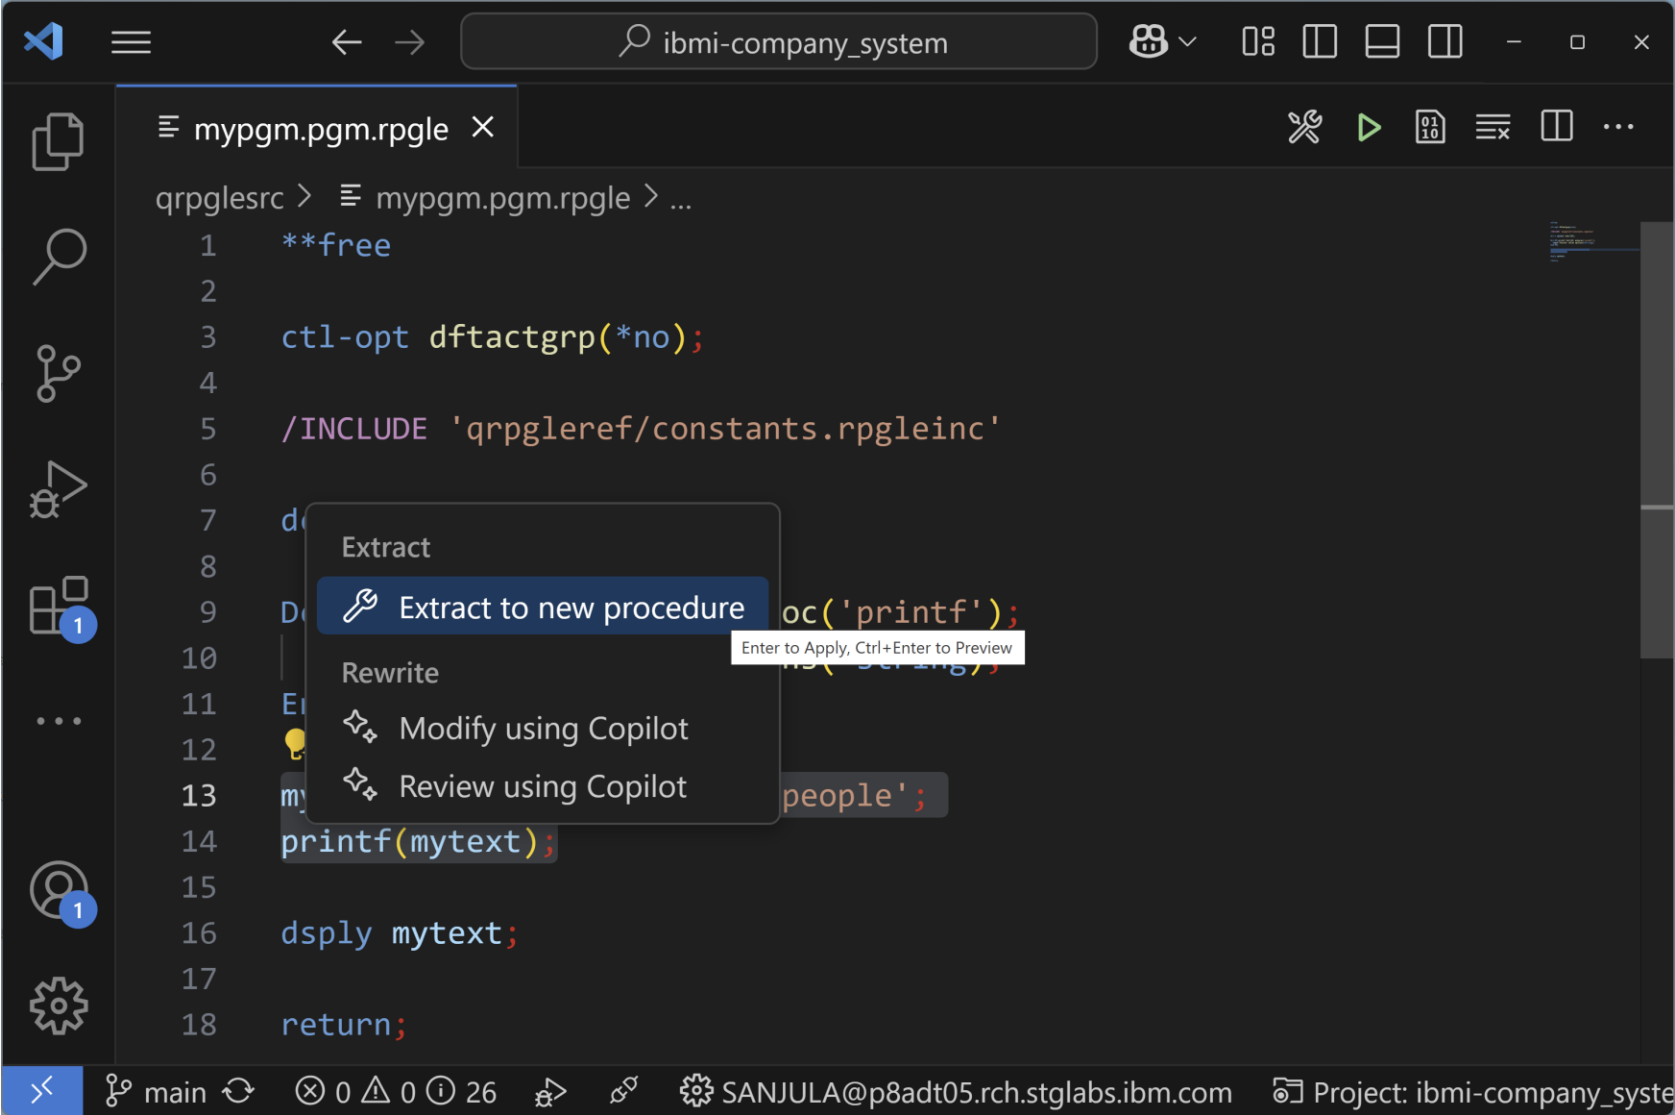 ibmi-company_system
mypgm.pgm.rpgle
qrpglesrc > mypgm.pgm.rpgle > ...
1 **free
2
3 ctl-opt dftactgrp(*no);
4
5 /INCLUDE 'qrpgleref/constants.rpgleinc'
6
7
8
Extract
9 oc('printf');
Extract to new procedure
Enter to Apply, Ctrl+Enter to Preview
10
Rewrite
11
Modify using Copilot
12
Review using Copilot
13 my people';
14 printf(mytext);
15
16 dsply mytext;
17
18 return;
1
1
main 0 0 26 SANJULA@p8adt05.rch.stglabs.ibm.com Project: ibmi-company_syste